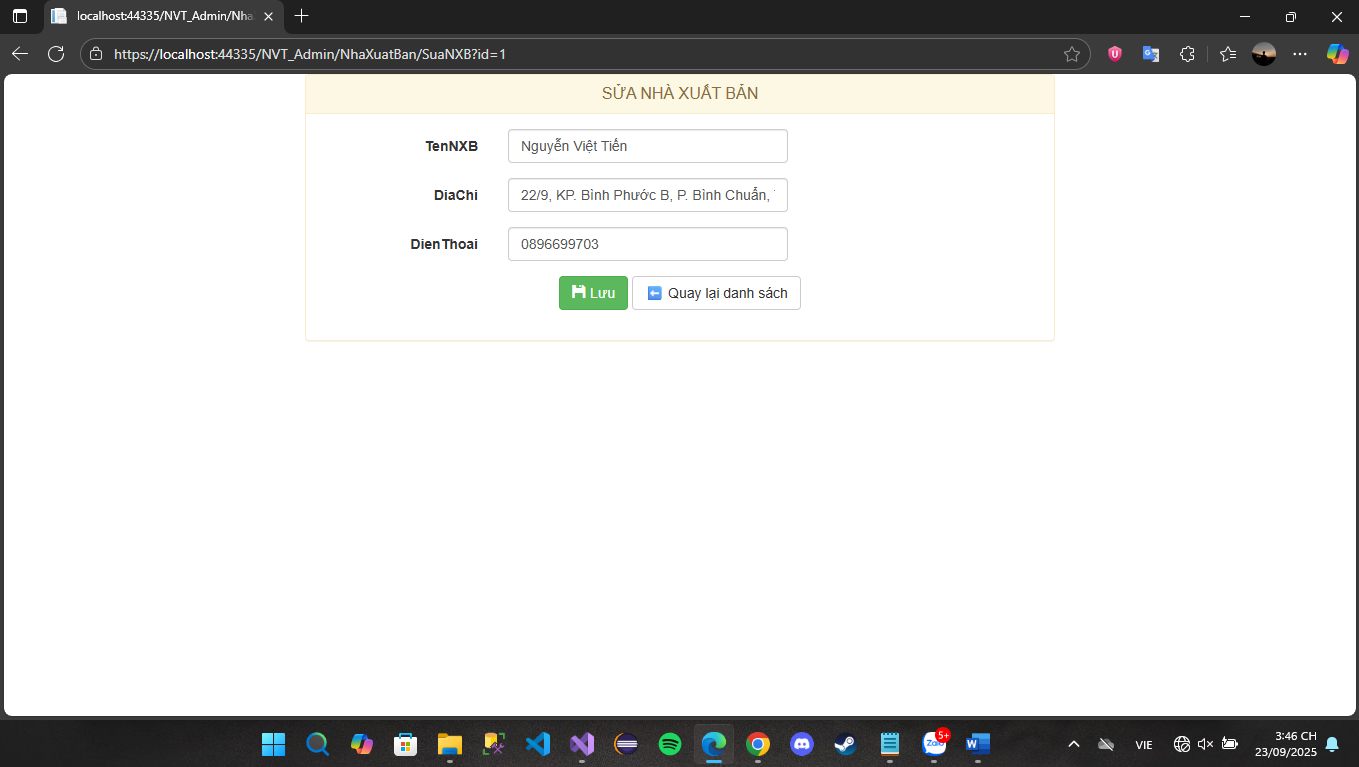 localhost:44335/NVT_Admin/Nha
https://localhost:44335/NVT_Admin/NhaXuatBan/SuaNXB?id=1
SỬA NHÀ XUẤT BẢN
TenNXB
Nguyễn Việt Tiến
DiaChi
22/9, KP. Bình Phước B, P. Bình Chuẩn,
DienThoai
0896699703
Lưu
Quay lại danh sách
5+
Zalo
VIE
3:46 CH
23/09/2025